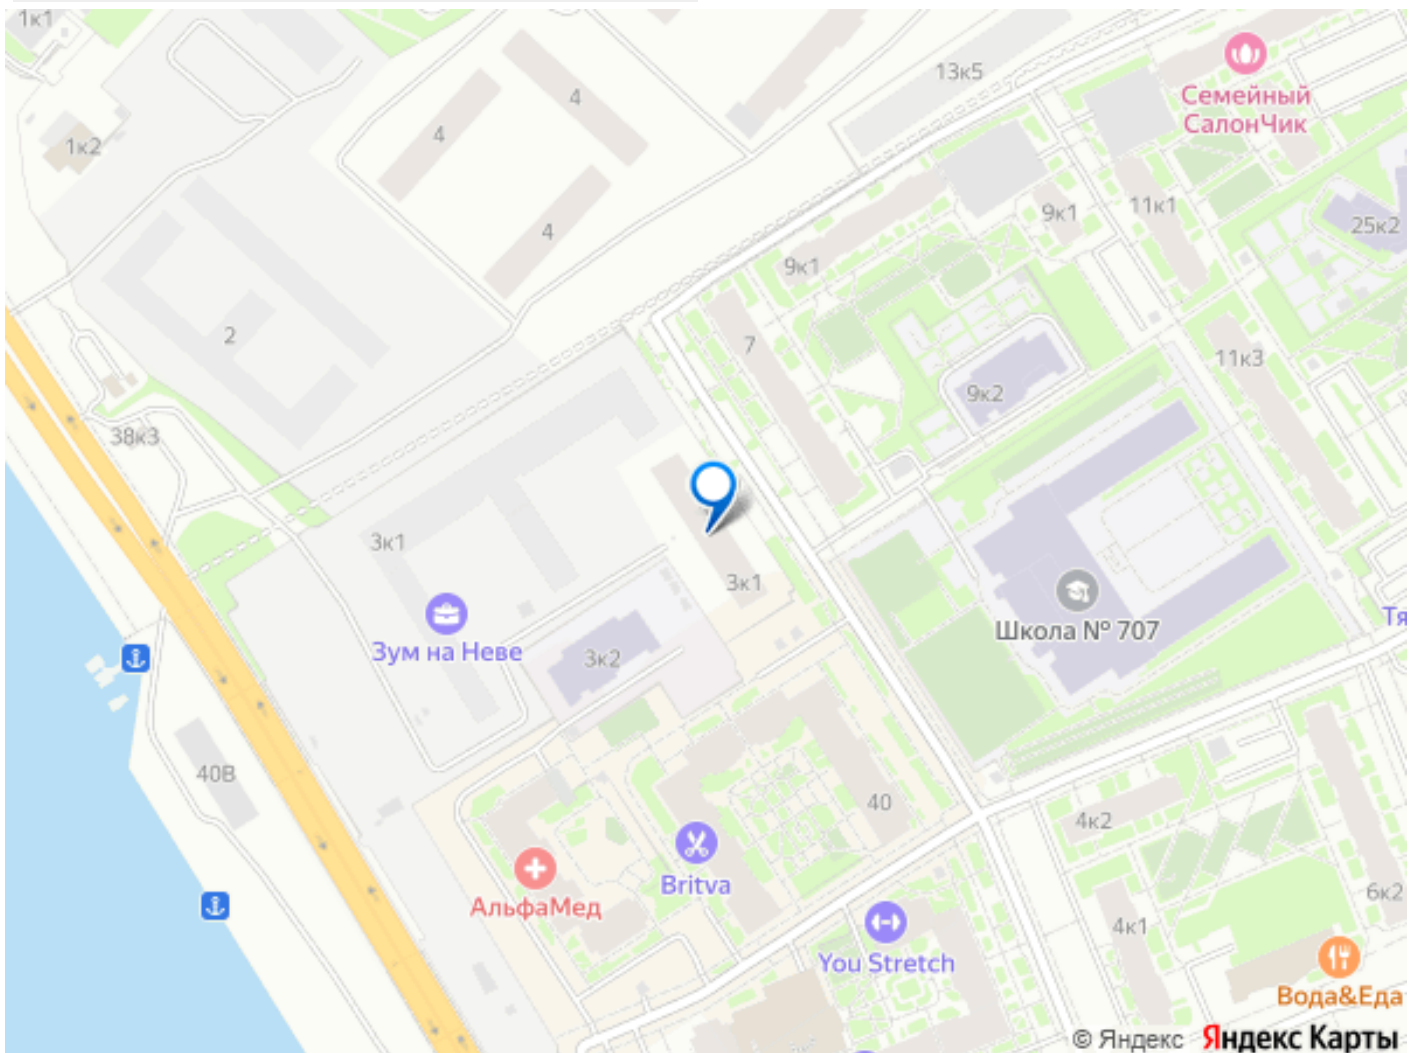 1к1
13к5
Семейный
СалонЧик
4
4
1к2
4
9к1
11к1
25к2
9к1
2
7
11к3
9к2
38к3
3к1
3к1
Школа № 707
Тя
Зум на Неве
3к2
40В
40
4к2
Britva
АльфаМед
6к2
4к1
You Stretch
Вода&Еда
© Яндекс Яндекс Карты